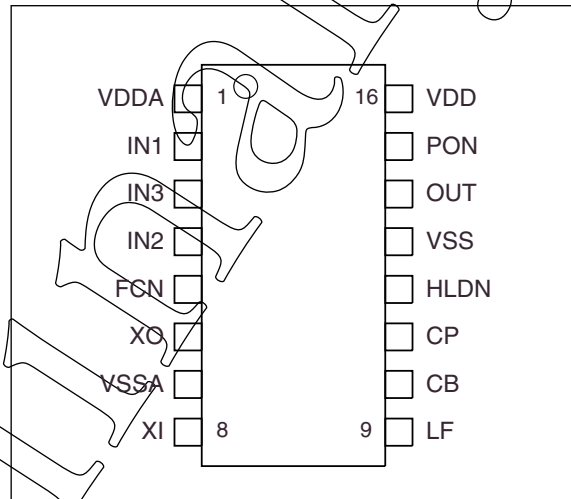 VDDA 1 16 VDD
IN1 PON
IN3 OUT
IN2 VSS
FCN HLDN
XO CP
VSSA CB
XI 8 9 LF